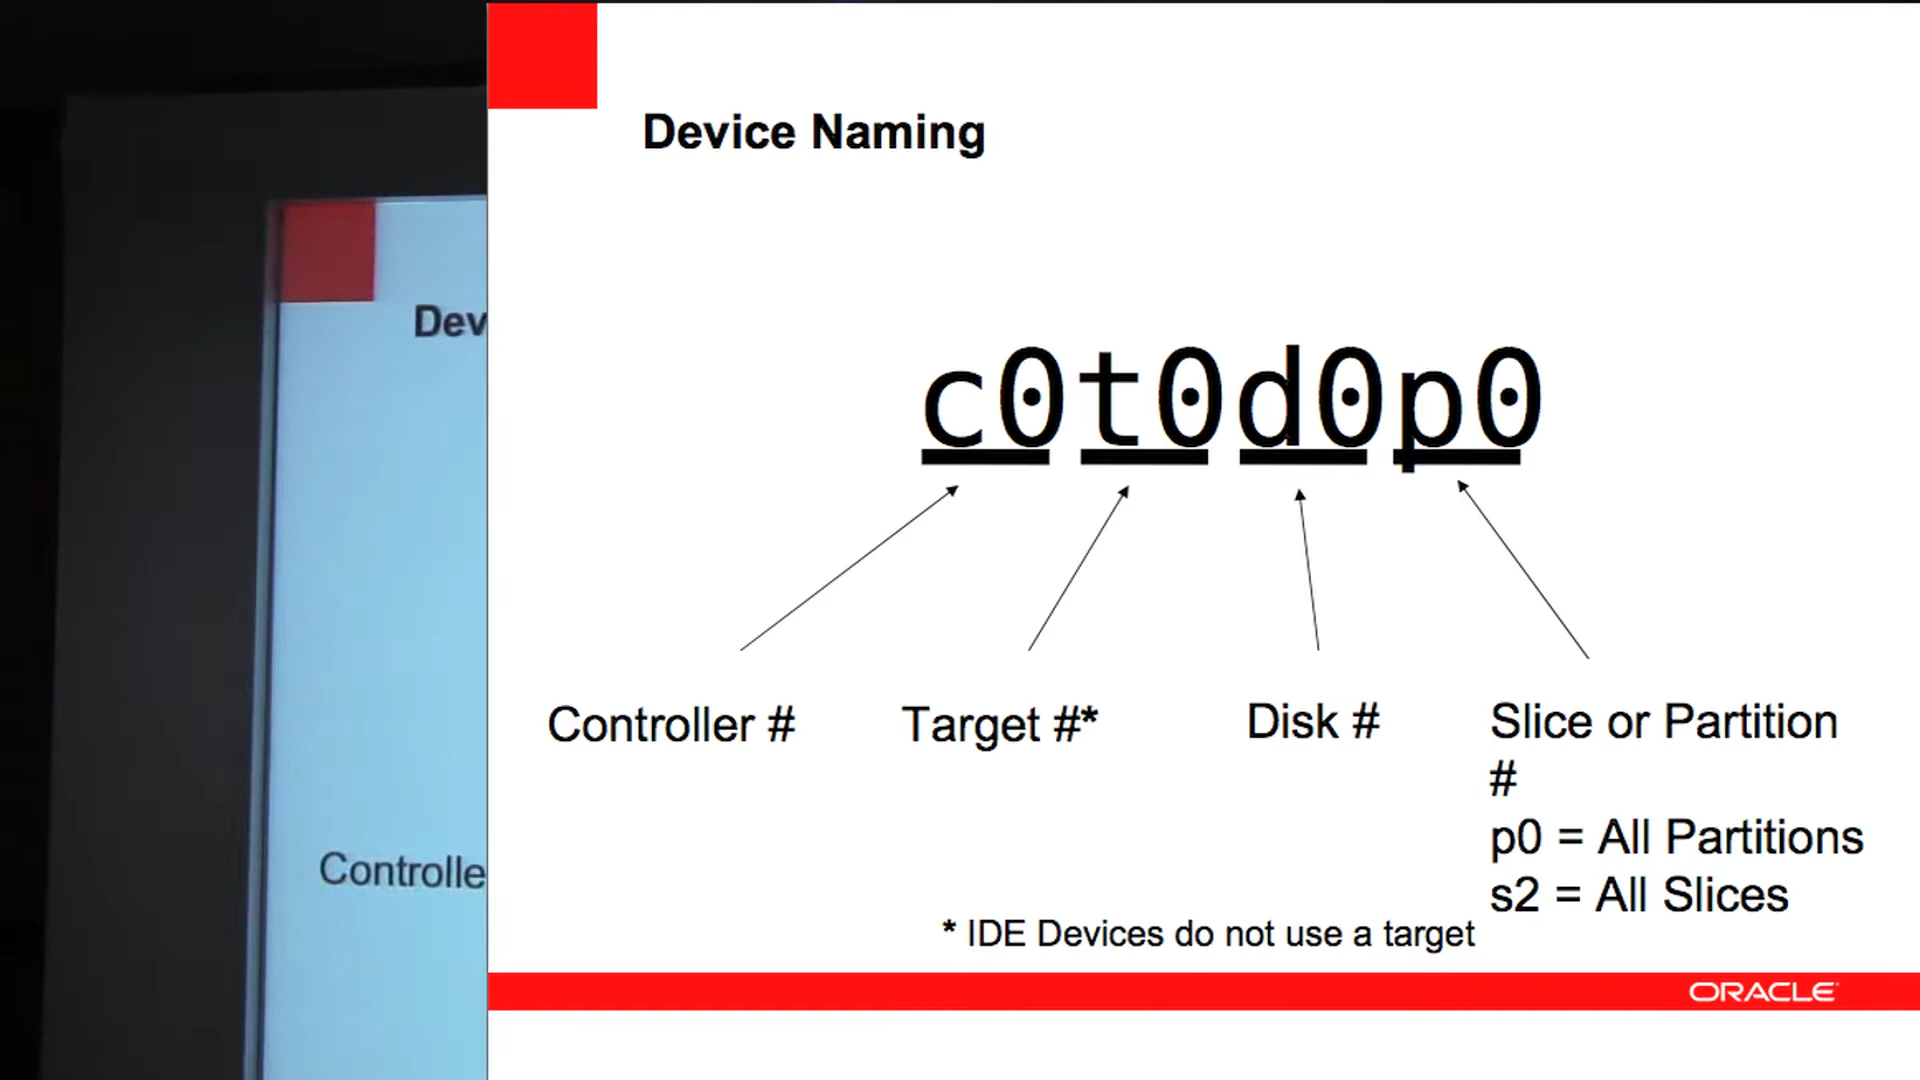 Device Naming
c0t0d0p0
Controller #
Target #*
Disk #
Slice or Partition
#
p0 = All Partitions
s2 = All Slices
* IDE Devices do not use a target
ORACLE
Dev
Controlle